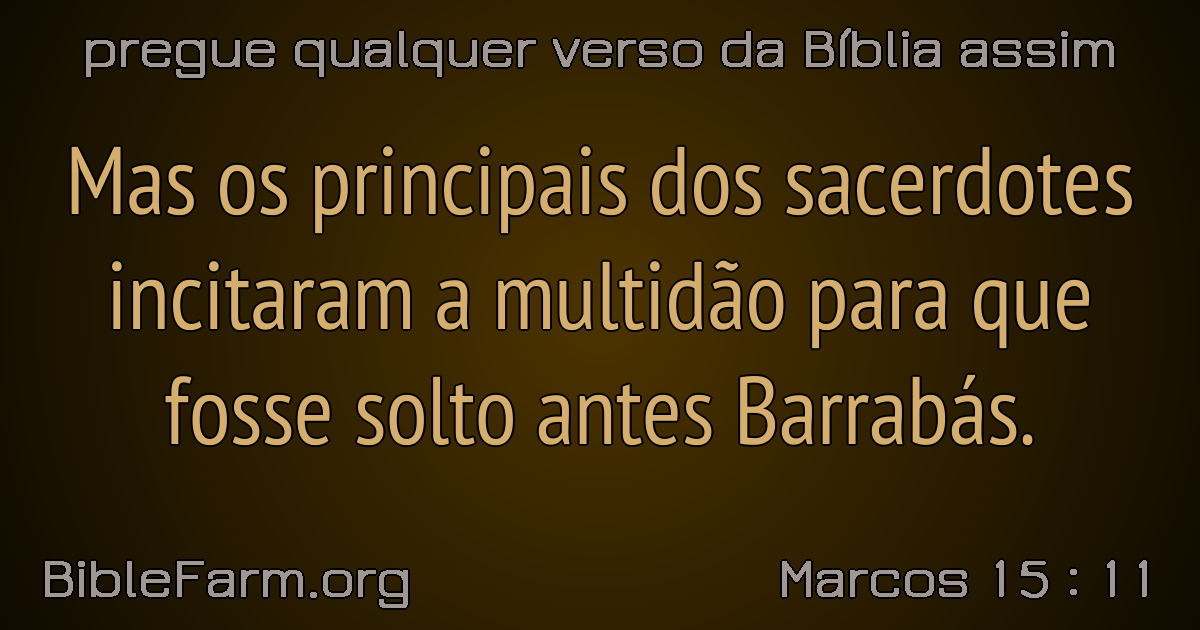 pregue qualquer verso da Bíblia assim
Mas os principais dos sacerdotes
incitaram a multidão para que
fosse solto antes Barrabás.
BibleFarm.org
Marcos 15 : 11